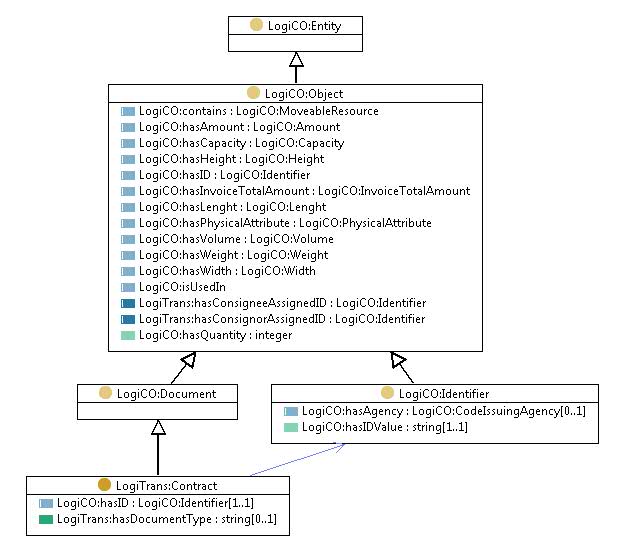 LogiCO:Entity
LogiCO:Object
LogiCO:contains : LogiCO:MoveableResource
LogiCO:hasAmount : LogiCO:Amount
LogiCO:hasCapacity : LogiCO:Capacity
LogiCO:hasHeight : LogiCO:Height
LogiCO:hasID : LogiCO:Identifier
LogiCO:hasInvoiceTotalAmount : LogiCO:InvoiceTotalAmount
LogiCO:hasLenght : LogiCO:Lenght
LogiCO:hasPhysicalAttribute : LogiCO:PhysicalAttribute
LogiCO:hasVolume : LogiCO:Volume
LogiCO:hasWeight : LogiCO:Weight
LogiCO:hasWidth : LogiCO:Width
LogiCO:isUsedIn
LogiTrans:hasConsigneeAssignedID : LogiCO:Identifier
LogiTrans:hasConsignorAssignedID : LogiCO:Identifier
LogiCO:hasQuantity : integer
LogiCO:Document
LogiCO:Identifier
LogiCO:hasAgency : LogiCO:CodeIssuingAgency[0..1]
LogiCO:hasIDValue : string[1..1]
LogiTrans:Contract
LogiCO:hasID : LogiCO:Identifier[1..1]
LogiTrans:hasDocumentType : string[0..1]